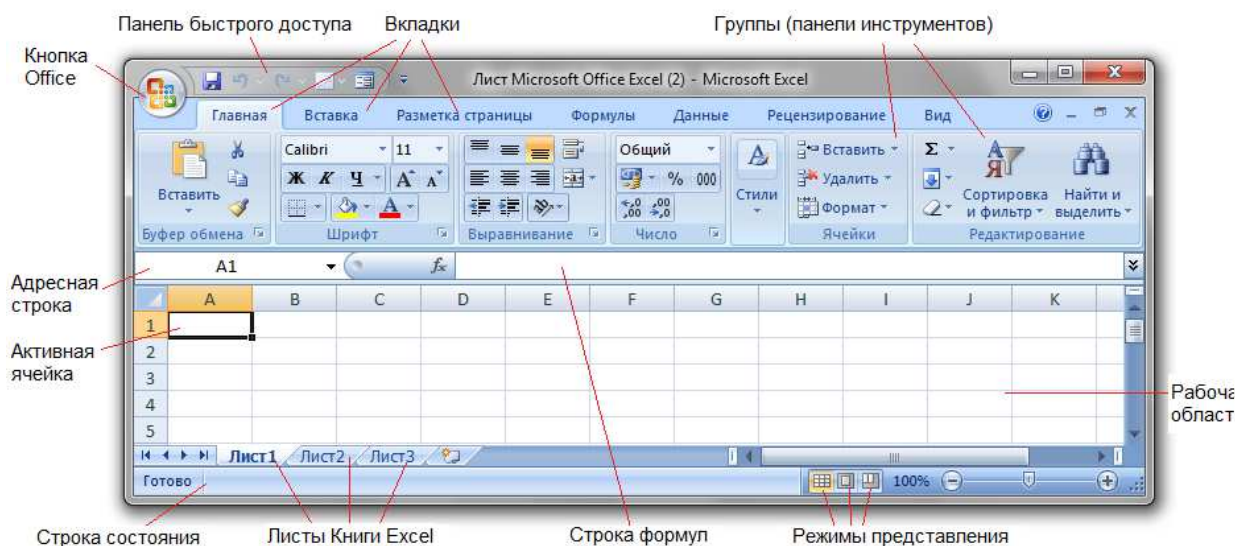 Панель быстрого доступа Вкладки Группы (панели инструментов)
Кнопка
Office
Лист Microsoft Office Excel (2) - Microsoft Excel
Главная Вставка Разметка страницы Формулы Данные Рецензирование Вид
Calibri 11 Общий Вставить Σ
Ж К Ч A A % 000 Удалить
Вставить Стили Формат Сортировка и фильтр Найти и выделить
Буфер обмена Шрифт Выравнивание Число Ячейки Редактирование
Адресная
строка
A1 fx
A B C D E F G H I J K
1
Активная
ячейка
2
3
4
5
Рабоча
област
Лист1 Лист2 Лист3
Готово 100%
Строка состояния Листы Книги Excel Строка формул Режимы представления